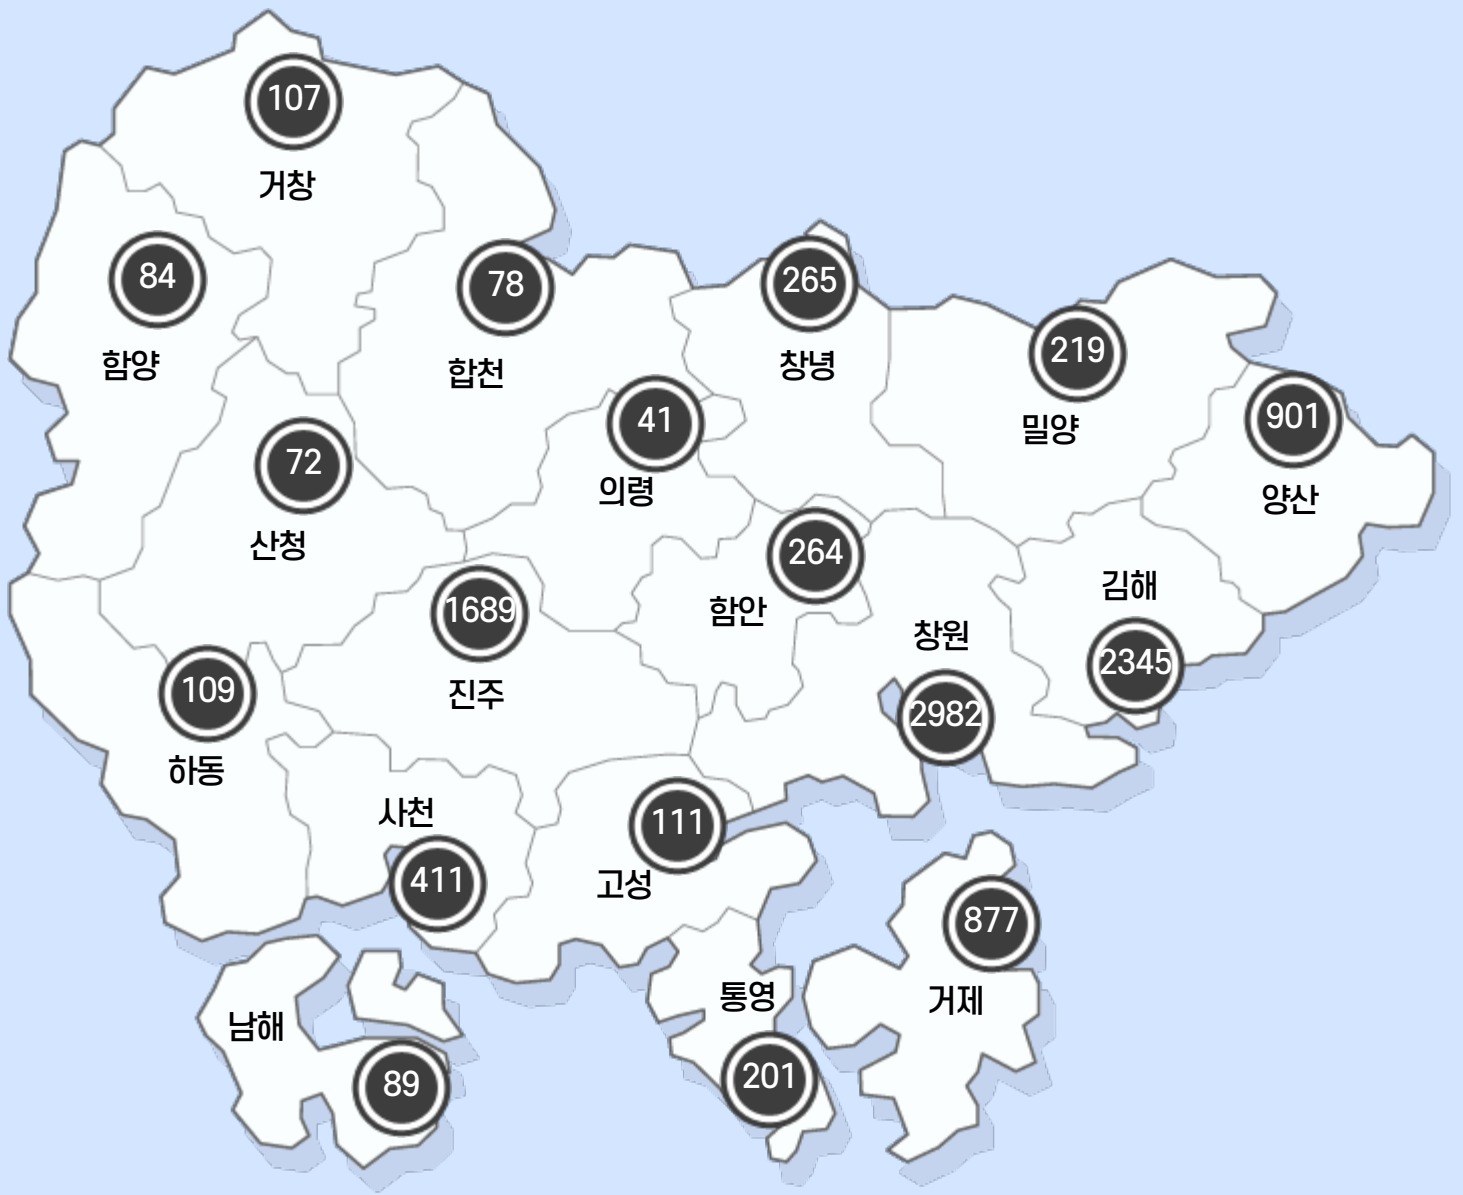 107
거창
84
함양
78
합천
265
창녕
219
밀양
901
양산
41
의령
72
산청
264
함안
김해
2345
1689
진주
창원
2982
109
하동
사천
411
111
고성
877
거제
통영
201
남해
89